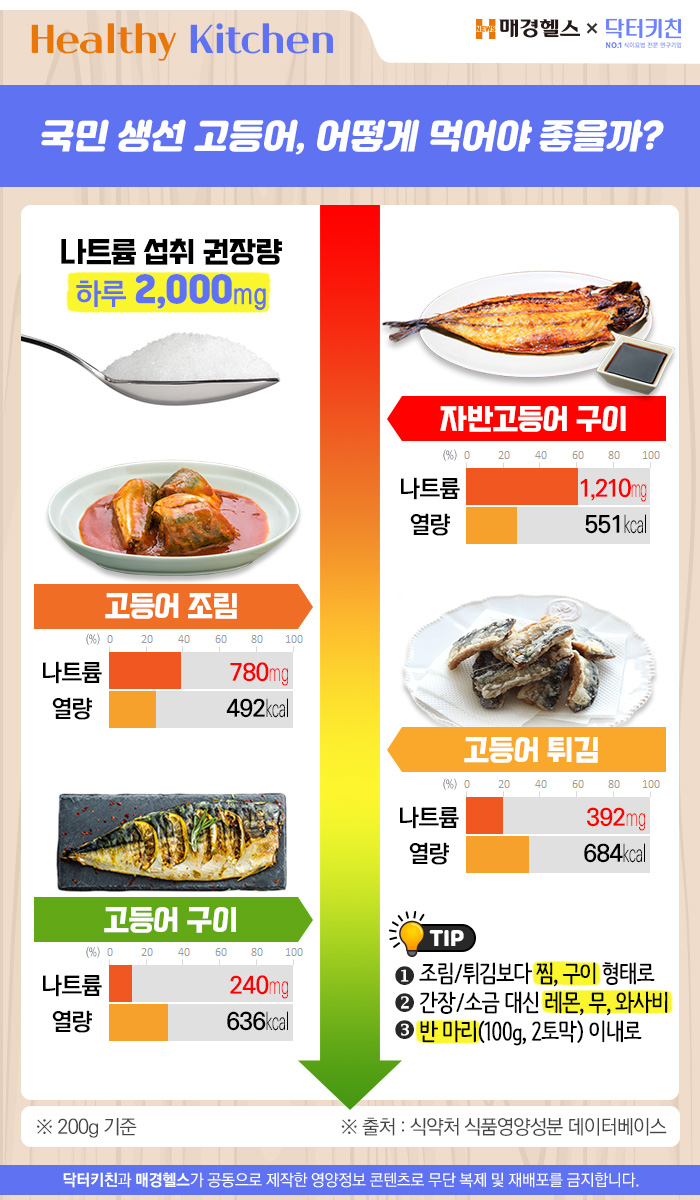 Healthy Kitchen
NEWS 매경헬스 × 닥터키친
NO.1 식이요법 전문 연구기업
국민 생선 고등어, 어떻게 먹어야 좋을까?
나트륨 섭취 권장량
하루 2,000mg
자반고등어 구이
(%) 0 20 40 60 80 100
나트륨 1,210mg
열량 551kcal
고등어 조림
(%) 0 20 40 60 80 100
나트륨 780mg
열량 492kcal
고등어 튀김
(%) 0 20 40 60 80 100
나트륨 392mg
열량 684kcal
고등어 구이
(%) 0 20 40 60 80 100
나트륨 240mg
열량 636kcal
TIP
❶ 조림/튀김보다 찜, 구이 형태로
❷ 간장/소금 대신 레몬, 무, 와사비
❸ 반 마리(100g, 2토막) 이내로
※ 200g 기준
※ 출처 : 식약처 식품영양성분 데이터베이스
닥터키친과 매경헬스가 공동으로 제작한 영양정보 콘텐츠로 무단 복제 및 재배포를 금지합니다.